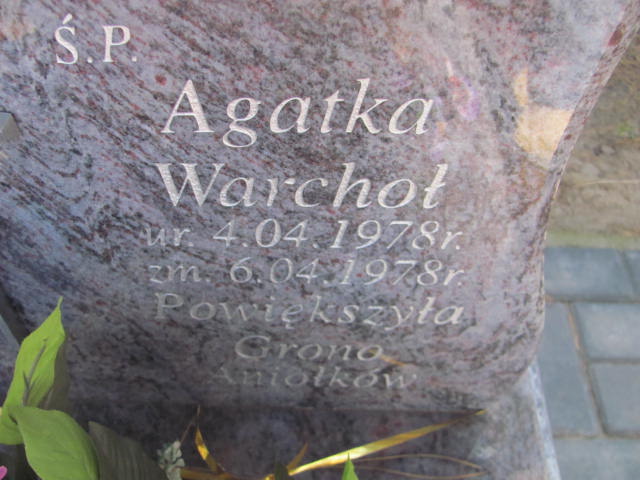 Ś.P.
Agatka
Warchoł
ur. 4.04.1978r.
zm. 6.04.1978r.
Powiększyła
Grono
Aniołków